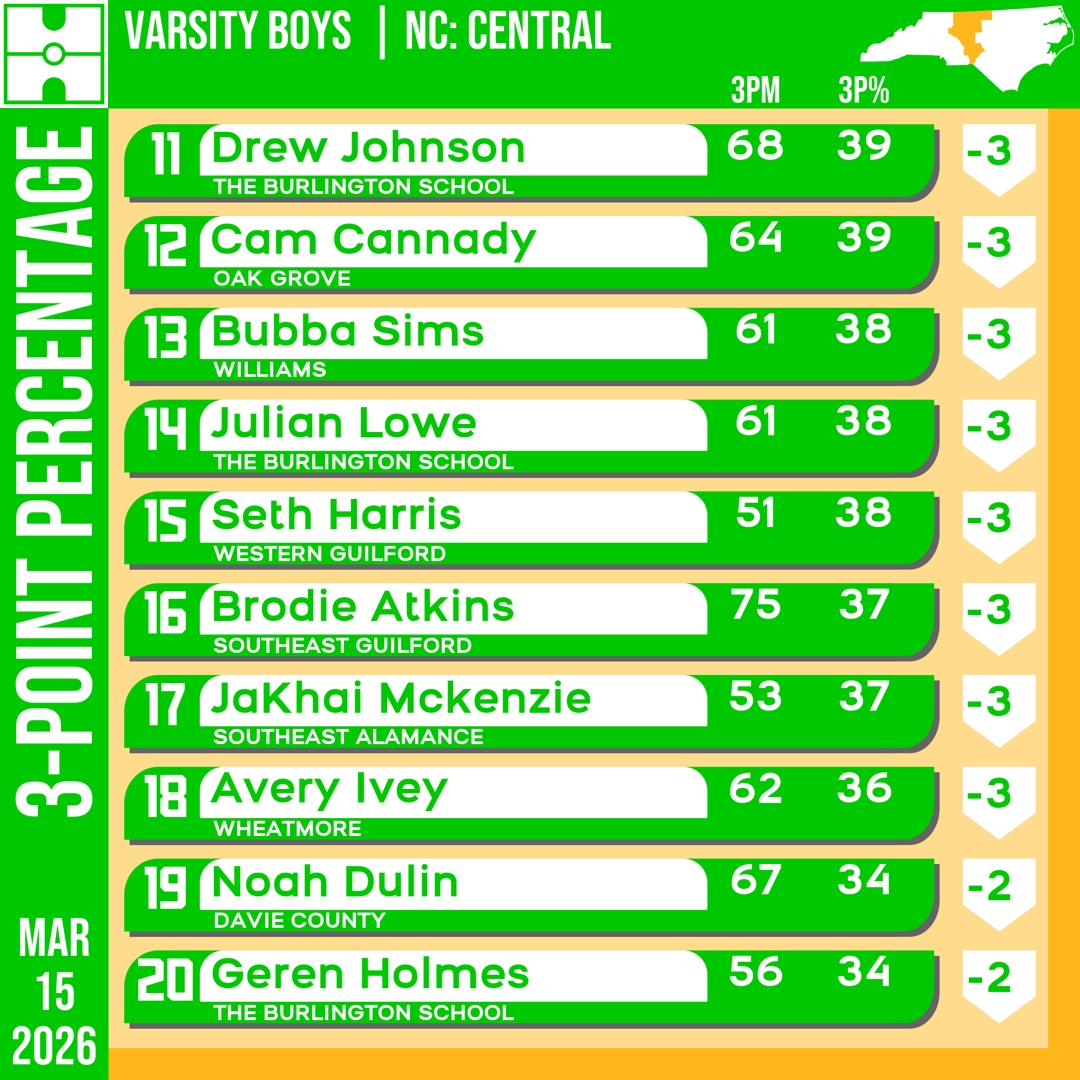 VARSITY BOYS | NC: CENTRAL
3PM 3P%
3-POINT PERCENTAGE
MAR
15
2026
11 Drew Johnson 68 39 -3
THE BURLINGTON SCHOOL
12 Cam Cannady 64 39 -3
OAK GROVE
13 Bubba Sims 61 38 -3
WILLIAMS
14 Julian Lowe 61 38 -3
THE BURLINGTON SCHOOL
15 Seth Harris 51 38 -3
WESTERN GUILFORD
16 Brodie Atkins 75 37 -3
SOUTHEAST GUILFORD
17 JaKhai Mckenzie 53 37 -3
SOUTHEAST ALAMANCE
18 Avery Ivey 62 36 -3
WHEATMORE
19 Noah Dulin 67 34 -2
DAVIE COUNTY
20 Geren Holmes 56 34 -2
THE BURLINGTON SCHOOL